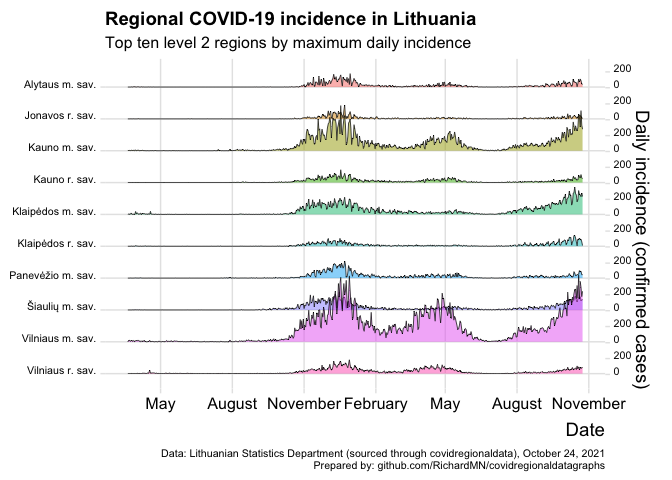 Regional COVID-19 incidence in Lithuania
Top ten level 2 regions by maximum daily incidence
Alytaus m. sav.
200
0
Jonavos r. sav.
200
0
Kauno m. sav.
200
0
Kauno r. sav.
200
0
Klaipėdos m. sav.
200
0
Klaipėdos r. sav.
200
0
Panevėžio m. sav.
200
0
Šiaulių m. sav.
200
0
Vilniaus m. sav.
200
0
Vilniaus r. sav.
200
0
Daily incidence (confirmed cases)
May August November February May August November
Date
Data: Lithuanian Statistics Department (sourced through covidregionaldata), October 24, 2021
Prepared by: github.com/RichardMN/covidregionaldatagraphs